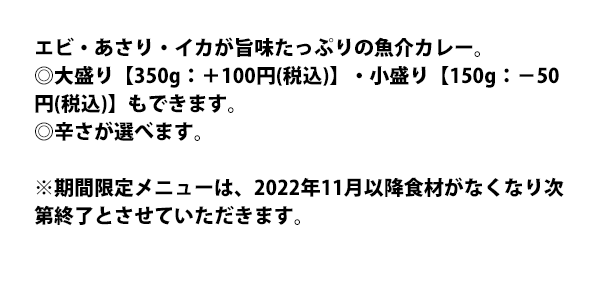 エビ・あさり・イカが旨味たっぷりの魚介カレー。
◎大盛り【350g：＋100円(税込)】・小盛り【150g：－50
円(税込)】もできます。
◎辛さが選べます。
※期間限定メニューは、2022年11月以降食材がなくなり次
第終了とさせていただきます。